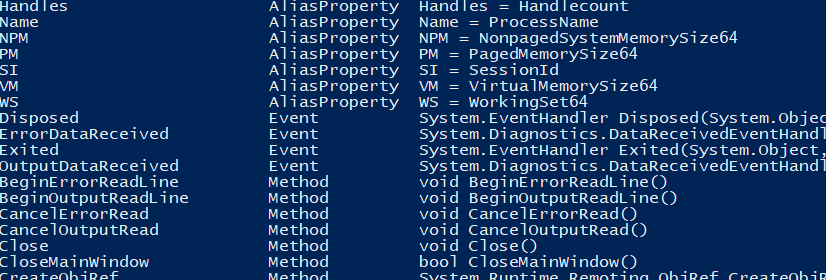 Handles AliasProperty Handles = Handlecount
Name AliasProperty Name = ProcessName
NPM AliasProperty NPM = NonpagedSystemMemorySize64
PM AliasProperty PM = PagedMemorySize64
SI AliasProperty SI = SessionId
VM AliasProperty VM = VirtualMemorySize64
WS AliasProperty WS = WorkingSet64
Disposed Event System.EventHandler Disposed(System.Objec
ErrorDataReceived Event System.Diagnostics.DataReceivedEventHandl
Exited Event System.EventHandler Exited(System.Object,
OutputDataReceived Event System.Diagnostics.DataReceivedEventHandl
BeginErrorReadLine Method void BeginErrorReadLine()
BeginOutputReadLine Method void BeginOutputReadLine()
CancelErrorRead Method void CancelErrorRead()
CancelOutputRead Method void CancelOutputRead()
Close Method void Close()
CloseMainWindow Method bool CloseMainWindow()
CreateObjRef Method System.Runtime.Remoting.ObjRef CreateObjR